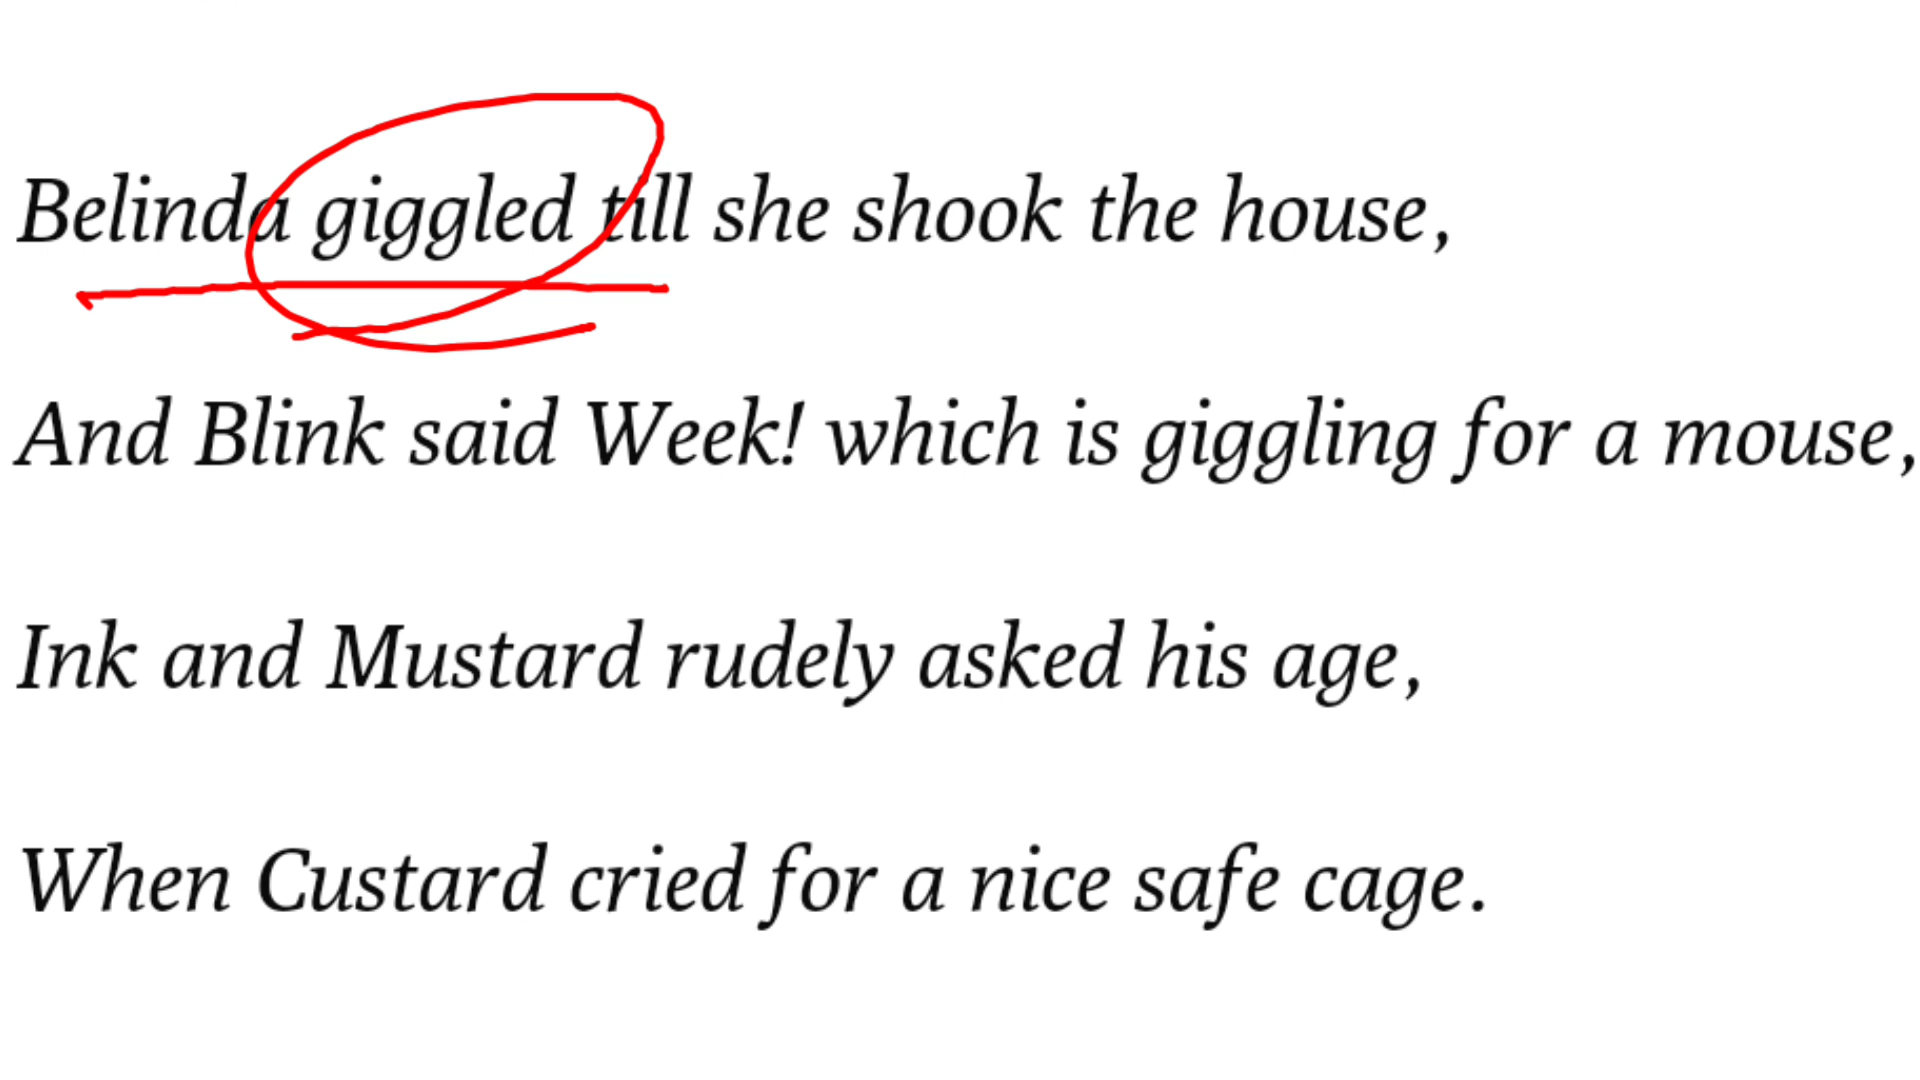 Belinda giggled till she shook the house,
And Blink said Week! which is giggling for a mouse,
Ink and Mustard rudely asked his age,
When Custard cried for a nice safe cage.